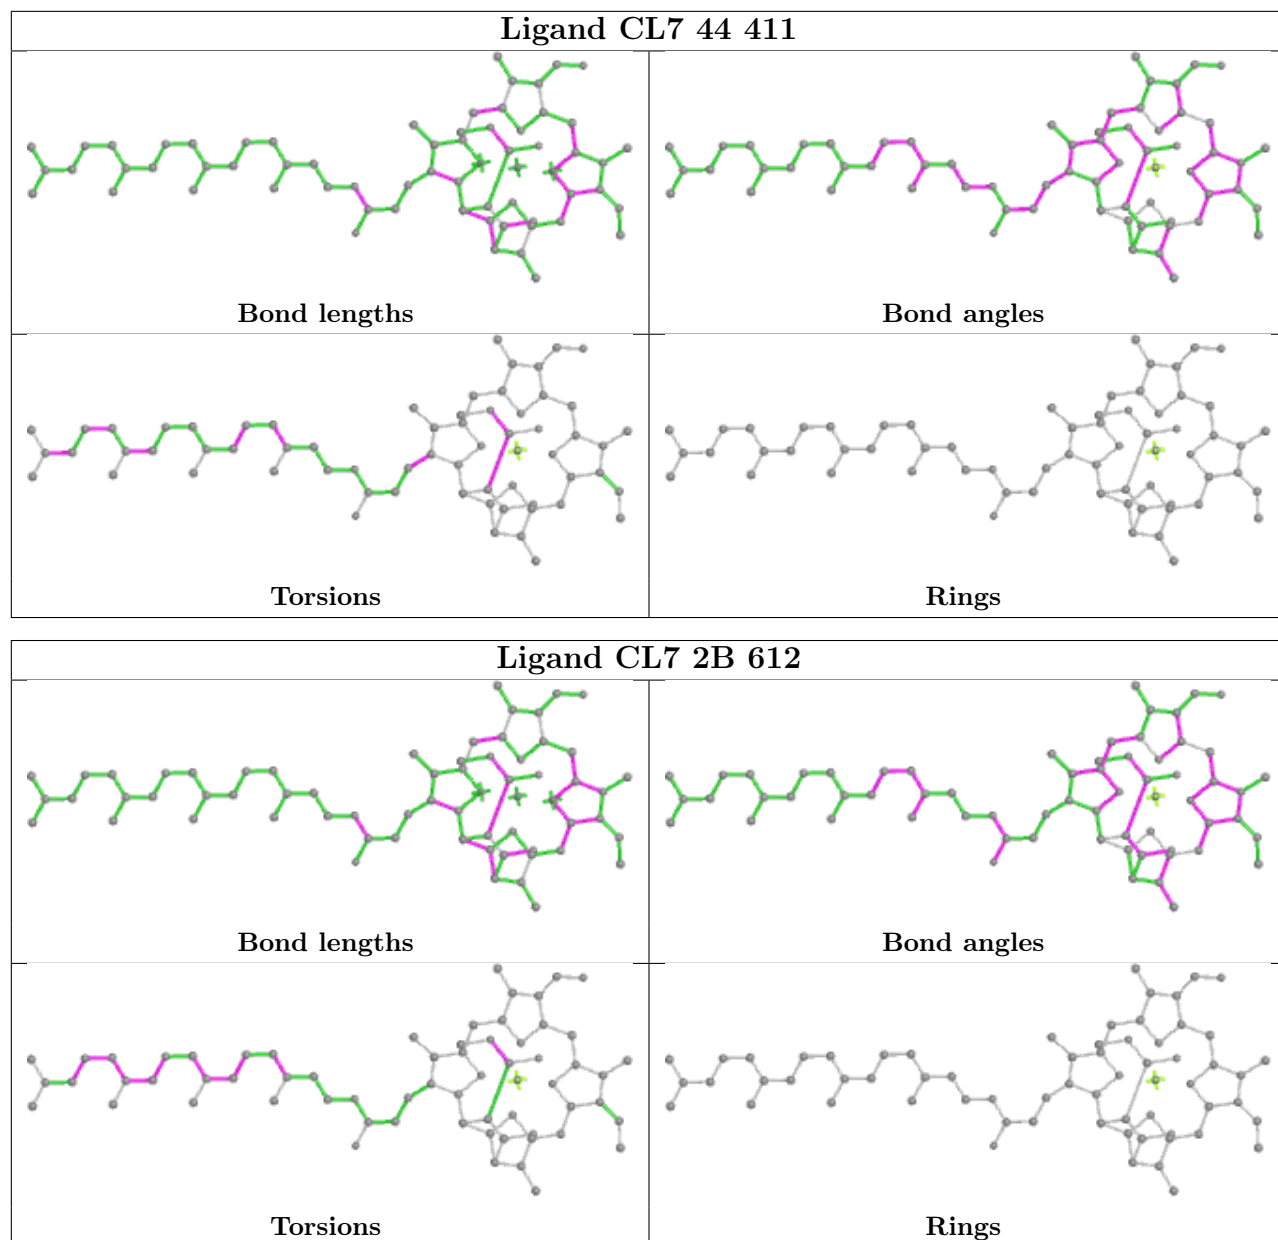 Ligand CL7 44 411
Bond lengths
Bond angles
Torsions
Rings
Ligand CL7 2B 612
Bond lengths
Bond angles
Torsions
Rings